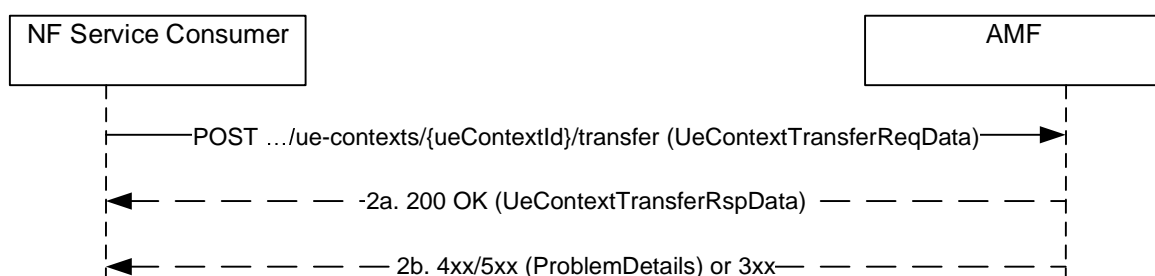 NF Service Consumer
AMF
POST …/ue-contexts/{ueContextId}/transfer (UeContextTransferReqData)
2a. 200 OK (UeContextTransferRspData)
2b. 4xx/5xx (ProblemDetails) or 3xx